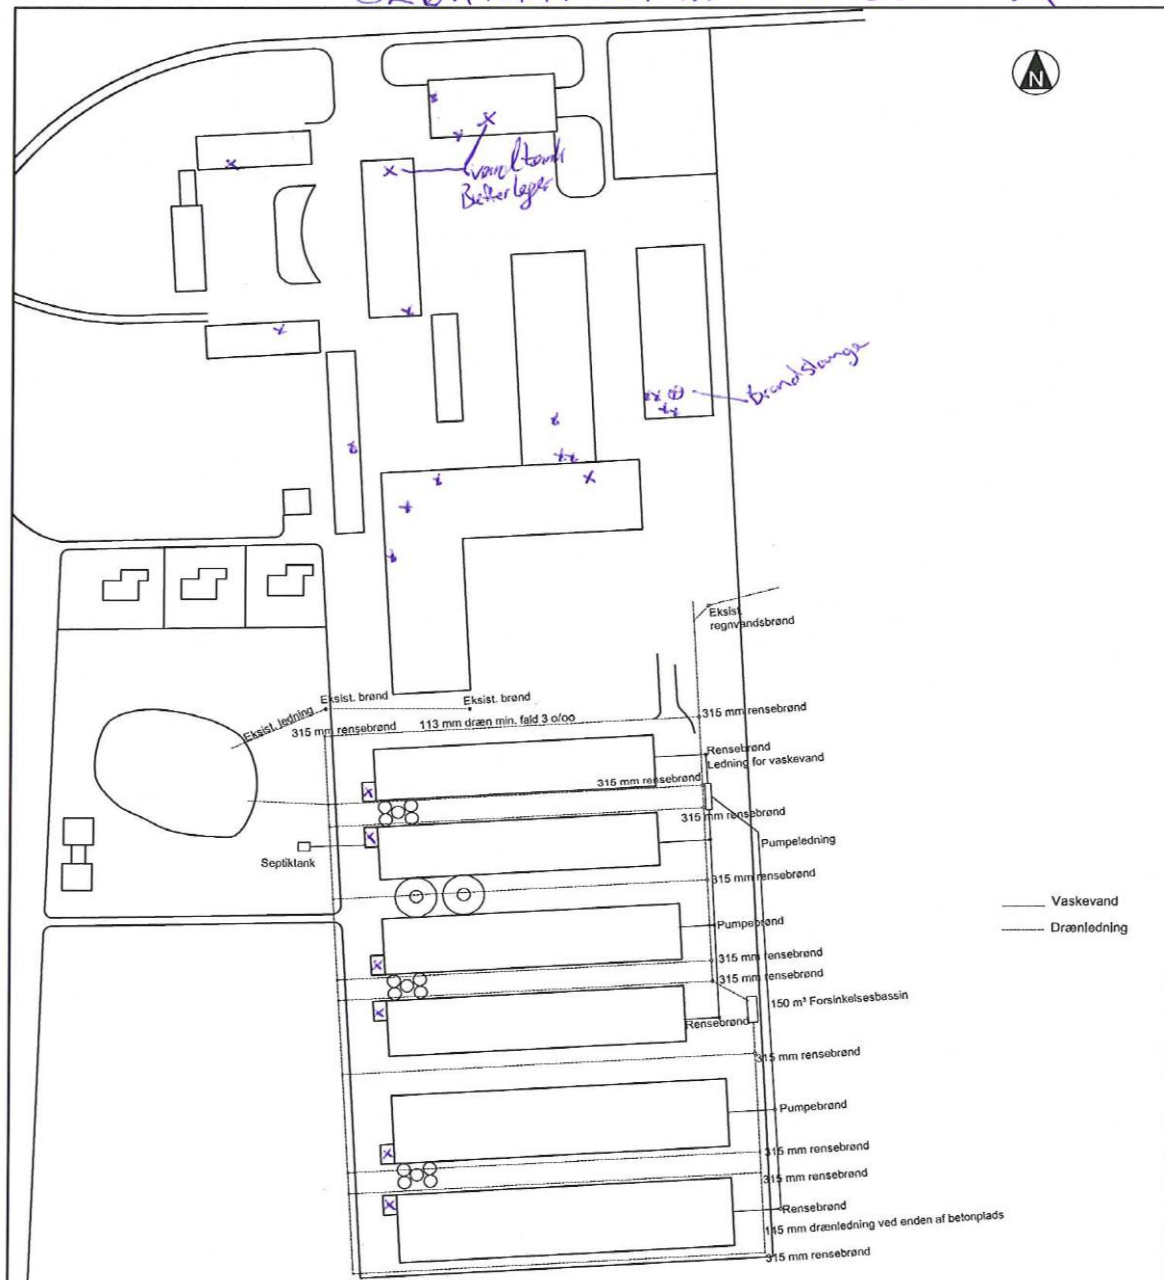 N
vandtank
Bufferlager
brandslange
Eksist.
regnvandsbrønd
Eksist. brønd
Eksist. brønd
Eksist. ledning
315 mm rensebrønd
113 mm dræn min. fald 3 o/oo
315 mm rensebrønd
Rensebrønd
Ledning for vaskevand
315 mm rensebrønd
315 mm rensebrønd
Pumpeledning
Septiktank
315 mm rensebrønd
Vaskevand
Pumpebrønd
Drænledning
315 mm rensebrønd
315 mm rensebrønd
150 m³ Forsinkelsesbassin
Rensebrønd
315 mm rensebrønd
Pumpebrønd
315 mm rensebrønd
315 mm rensebrønd
Rensebrønd
145 mm drænledning ved enden af betonplads
315 mm rensebrønd